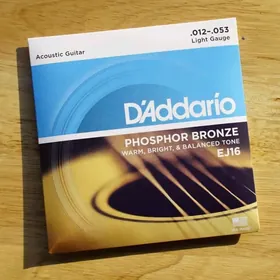 Acoustic Guitar
.012–.053
Light Gauge
D'Addario
PHOSPHOR BRONZE
WARM, BRIGHT, & BALANCED TONE
EJ16